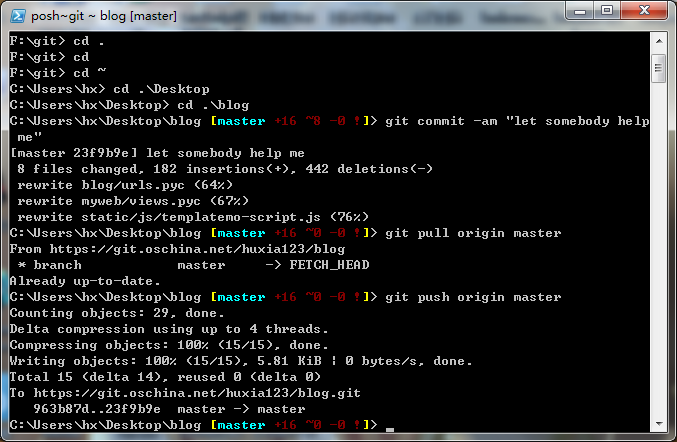 posh~git ~ blog [master]
F:\git> cd .
F:\git> cd
F:\git> cd ~
C:\Users\hx> cd .\Desktop
C:\Users\hx\Desktop> cd .\blog
C:\Users\hx\Desktop\blog [master +16 ~8 -0 !]> git commit -am "let somebody help
 me"
[master 23f9b9e] let somebody help me
 8 files changed, 182 insertions(+), 442 deletions(-)
 rewrite blog/urls.pyc (64%)
 rewrite myweb/views.pyc (67%)
 rewrite static/js/templatemo-script.js (76%)
C:\Users\hx\Desktop\blog [master +16 ~0 -0 !]> git pull origin master
From https://git.oschina.net/huxia123/blog
 * branch            master     -> FETCH_HEAD
Already up-to-date.
C:\Users\hx\Desktop\blog [master +16 ~0 -0 !]> git push origin master
Counting objects: 29, done.
Delta compression using up to 4 threads.
Compressing objects: 100% (15/15), done.
Writing objects: 100% (15/15), 5.81 KiB ¦ 0 bytes/s, done.
Total 15 (delta 14), reused 0 (delta 0)
To https://git.oschina.net/huxia123/blog.git
   963b87d..23f9b9e  master -> master
C:\Users\hx\Desktop\blog [master +16 ~0 -0 !]>